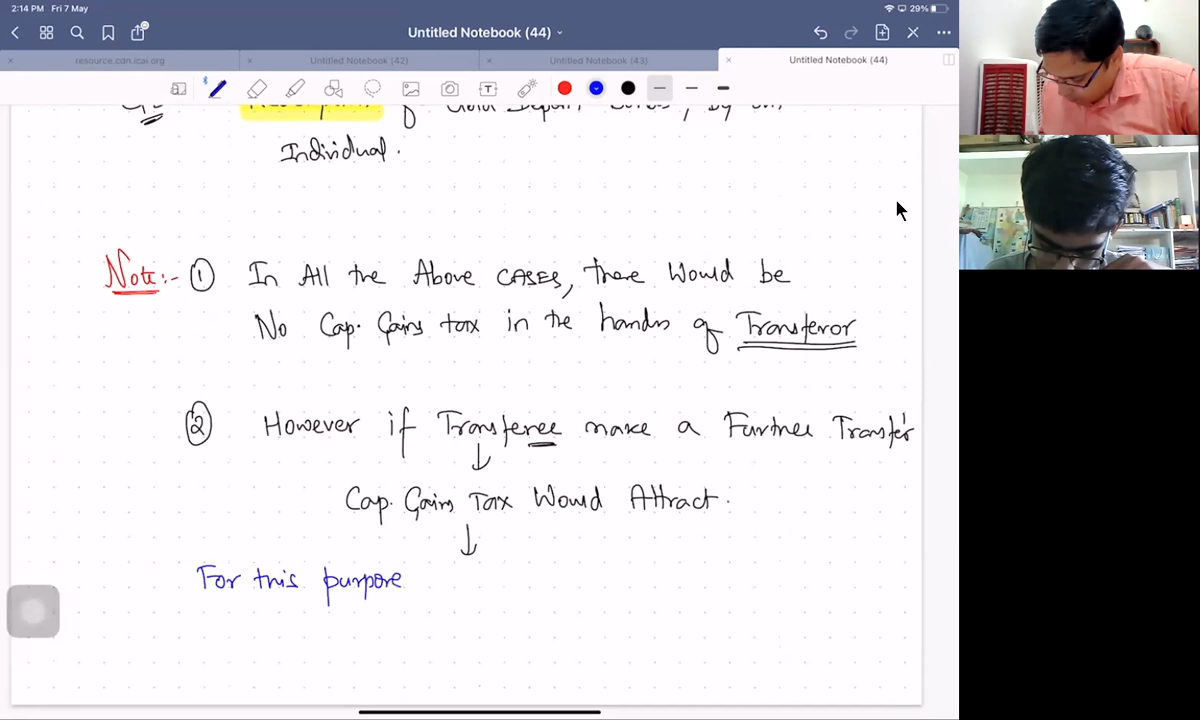 2:14 PM Fri 7 May
29%
Untitled Notebook (44)
resource.cdn.icai.org
Untitled Notebook (42)
Untitled Notebook (43)
Untitled Notebook (44)
Individual.
Note:- ① In All the Above CASES, there Would be
No Cap. Gains tax in the hands of Transferor
② However if Transferee make a Further Transfer
↓
Cap. Gains Tax Would Attract.
↓
For this purpose